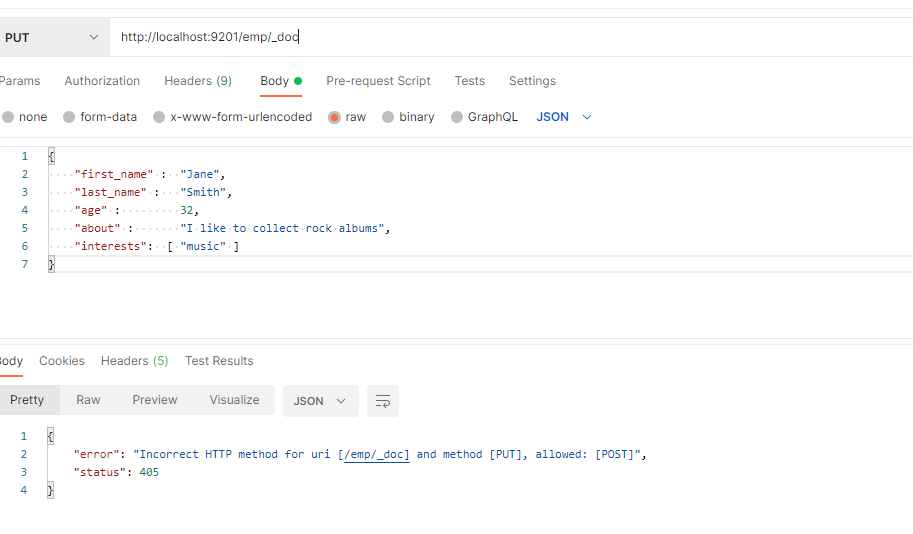 PUT http://localhost:9201/emp/_doc
Params Authorization Headers (9) Body Pre-request Script Tests Settings
none form-data x-www-form-urlencoded raw binary GraphQL JSON
1 {
2 "first_name" : "Jane",
3 "last_name" : "Smith",
4 "age" : 32,
5 "about" : "I like to collect rock albums",
6 "interests": [ "music" ]
7 }
Body Cookies Headers (5) Test Results
Pretty Raw Preview Visualize JSON
1 {
2 "error": "Incorrect HTTP method for uri [/emp/_doc] and method [PUT], allowed: [POST]",
3 "status": 405
4 }